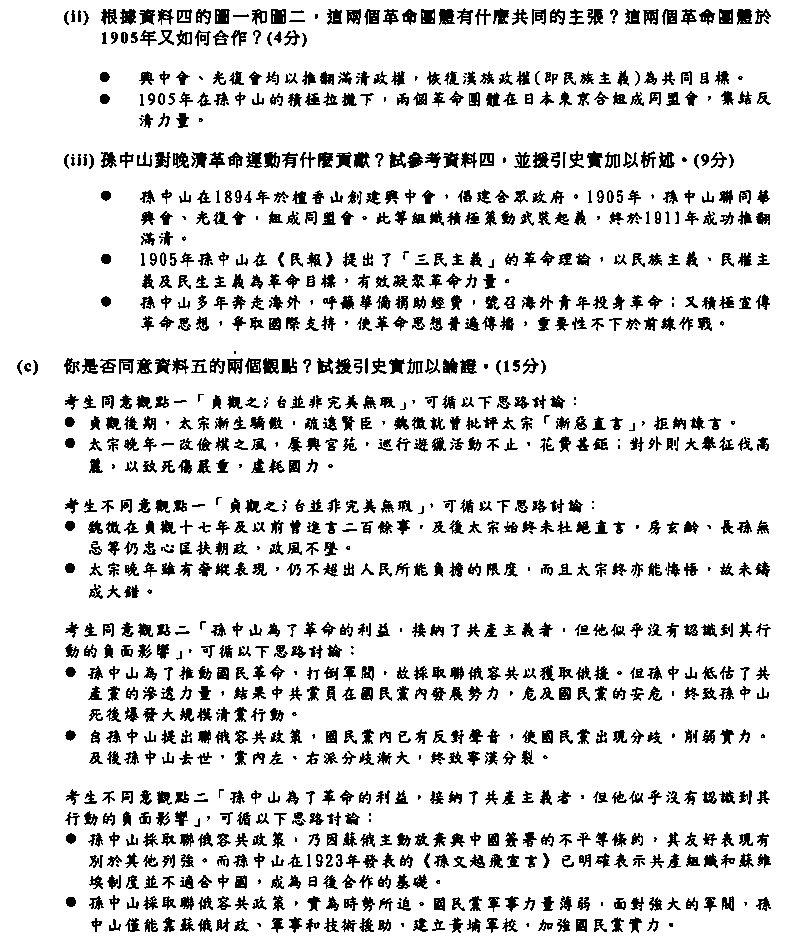 (ii) 根據資料四的圖一和圖二，這兩個革命團體有什麼共同的主張？這兩個革命團體於
1905年又如何合作？(4分)
● 興中會、光復會均以推翻滿清政權，恢復漢族政權(即民族主義)為共同目標。
● 1905年在孫中山的積極拉攏下，兩個革命團體在日本東京合組成同盟會，集結反
清力量。
(iii) 孫中山對晚清革命運動有什麼貢獻？試參考資料四，並援引史實加以析述。(9分)
● 孫中山在1894年於檀香山創建興中會，倡建合眾政府。1905年，孫中山聯同華
興會、光復會，組成同盟會。此等組織積極策動武裝起義，終於1911年成功推翻
滿清。
● 1905年孫中山在《民報》提出了「三民主義」的革命理論，以民族主義、民權主
義及民生主義為革命目標，有效凝聚革命力量。
● 孫中山多年奔走海外，呼籲華僑捐助經費，號召海外青年投身革命；又積極宣傳
革命思想，爭取國際支持，使革命思想普遍傳播，重要性不下於前線作戰。
(c) 你是否同意資料五的兩個觀點？試援引史實加以論證。(15分)
考生同意觀點一「貞觀之治並非完美無瑕」，可循以下思路討論：
● 貞觀後期，太宗漸生驕傲，疏遠賢臣，魏徵就曾批評太宗「漸惡直言」，拒納諫言。
● 太宗晚年一改儉樸之風，屢興宮苑，巡行遊獵活動不止，花費甚鉅；對外則大舉征伐高
麗，以致死傷嚴重，虛耗國力。
考生不同意觀點一「貞觀之治並非完美無瑕」，可循以下思路討論：
● 魏徵在貞觀十七年及以前曾進言二百餘事，及後太宗始終未杜絕直言，房玄齡、長孫無
忌等仍忠心匡扶朝政，政風不墜。
● 太宗晚年雖有奢縱表現，仍不超出人民所能負擔的限度，而且太宗終亦能悔悟，故未鑄
成大錯。
考生同意觀點二「孫中山為了革命的利益，接納了共產主義者，但他似乎沒有認識到其行
動的負面影響」，可循以下思路討論：
● 孫中山為了推動國民革命，打倒軍閥，故採取聯俄容共以獲取俄援。但孫中山低估了共
產黨的滲透力量，結果中共黨員在國民黨內發展勢力，危及國民黨的安危，終致孫中山
死後爆發大規模清黨行動。
● 自孫中山提出聯俄容共政策，國民黨內已有反對聲音，使國民黨出現分歧，削弱實力。
及後孫中山去世，黨內左、右派分歧漸大，終致寧漢分裂。
考生不同意觀點二「孫中山為了革命的利益，接納了共產主義者，但他似乎沒有認識到其
行動的負面影響」，可循以下思路討論：
● 孫中山採取聯俄容共政策，乃因蘇俄主動放棄與中國簽署的不平等條約，其友好表現有
別於其他列強。而孫中山在1923年發表的《孫文越飛宣言》已明確表示共產組織和蘇維
埃制度並不適合中國，成為日後合作的基礎。
● 孫中山採取聯俄容共政策，實為時勢所迫。國民黨軍事力量薄弱，面對強大的軍閥，孫
中山僅能靠蘇俄財政、軍事和技術援助，建立黃埔軍校，加強國民黨實力。